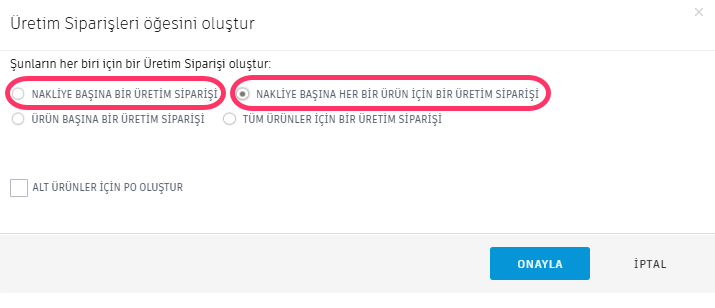 Üretim Siparişleri öğesini oluştur
Şunların her biri için bir Üretim Siparişi oluştur:
NAKLİYE BAŞINA BİR ÜRETİM SİPARİŞİ NAKLİYE BAŞINA HER BİR ÜRÜN İÇİN BİR ÜRETİM SİPARİŞİ
ÜRÜN BAŞINA BİR ÜRETİM SİPARİŞİ TÜM ÜRÜNLER İÇİN BİR ÜRETİM SİPARİŞİ
ALT ÜRÜNLER İÇİN PO OLUŞTUR
ONAYLA İPTAL